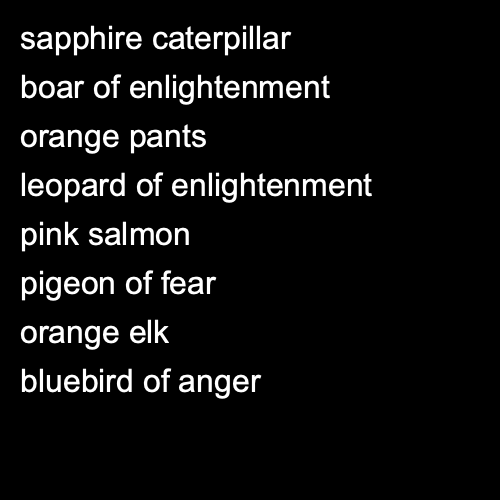 sapphire caterpillar
boar of enlightenment
orange pants
leopard of enlightenment
pink salmon
pigeon of fear
orange elk
bluebird of anger